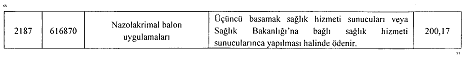 Üçüncü basamak sağlık hizmeti sunucuları veya
2187 616870 Nazolakrimal balon uygulamaları Sağlık Bakanlığı'na bağlı sağlık hizmeti 200,17
sunucularınca yapılması halinde ödenir.